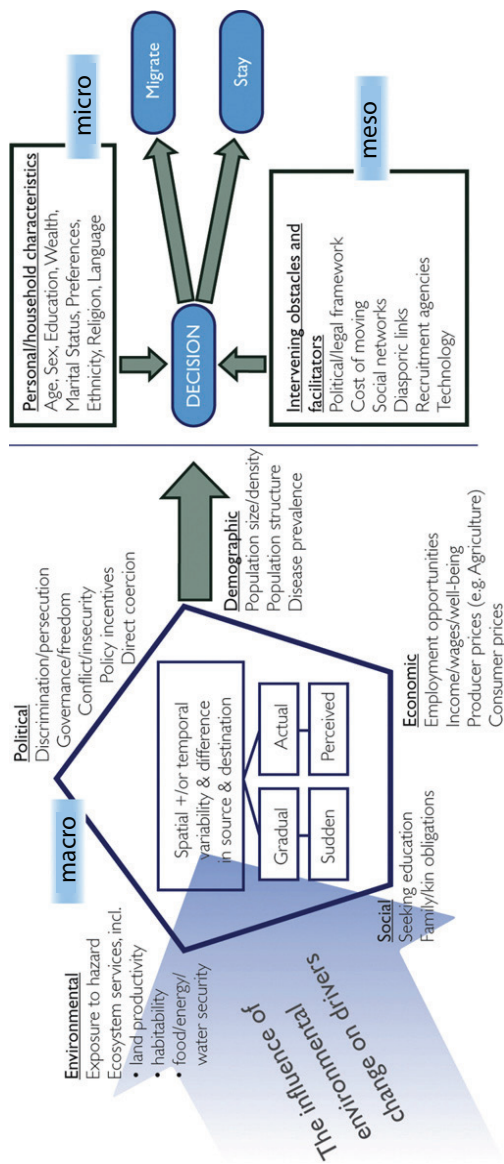 The influence of
environmental
change on drivers
macro
Environmental
Exposure to hazard
Ecosystem services, incl.
• land productivity
• habitability
• food/energy/
water security
Political
Discrimination/persecution
Governance/freedom
Conflict/insecurity
Policy incentives
Direct coercion
Demographic
Population size/density
Population structure
Disease prevalence
Economic
Employment opportunities
Income/wages/well-being
Producer prices (e.g. Agriculture)
Consumer prices
Social
Seeking education
Family/kin obligations
Spatial +/or temporal
variability & difference
in source & destination
Gradual
Actual
Sudden
Perceived
micro
Personal/household characteristics
Age, Sex, Education, Wealth,
Marital Status, Preferences,
Ethnicity, Religion, Language
DECISION
Migrate
Stay
Intervening obstacles and
facilitators
Political/legal framework
Cost of moving
Social networks
Diasporic links
Recruitment agencies
Technology
meso